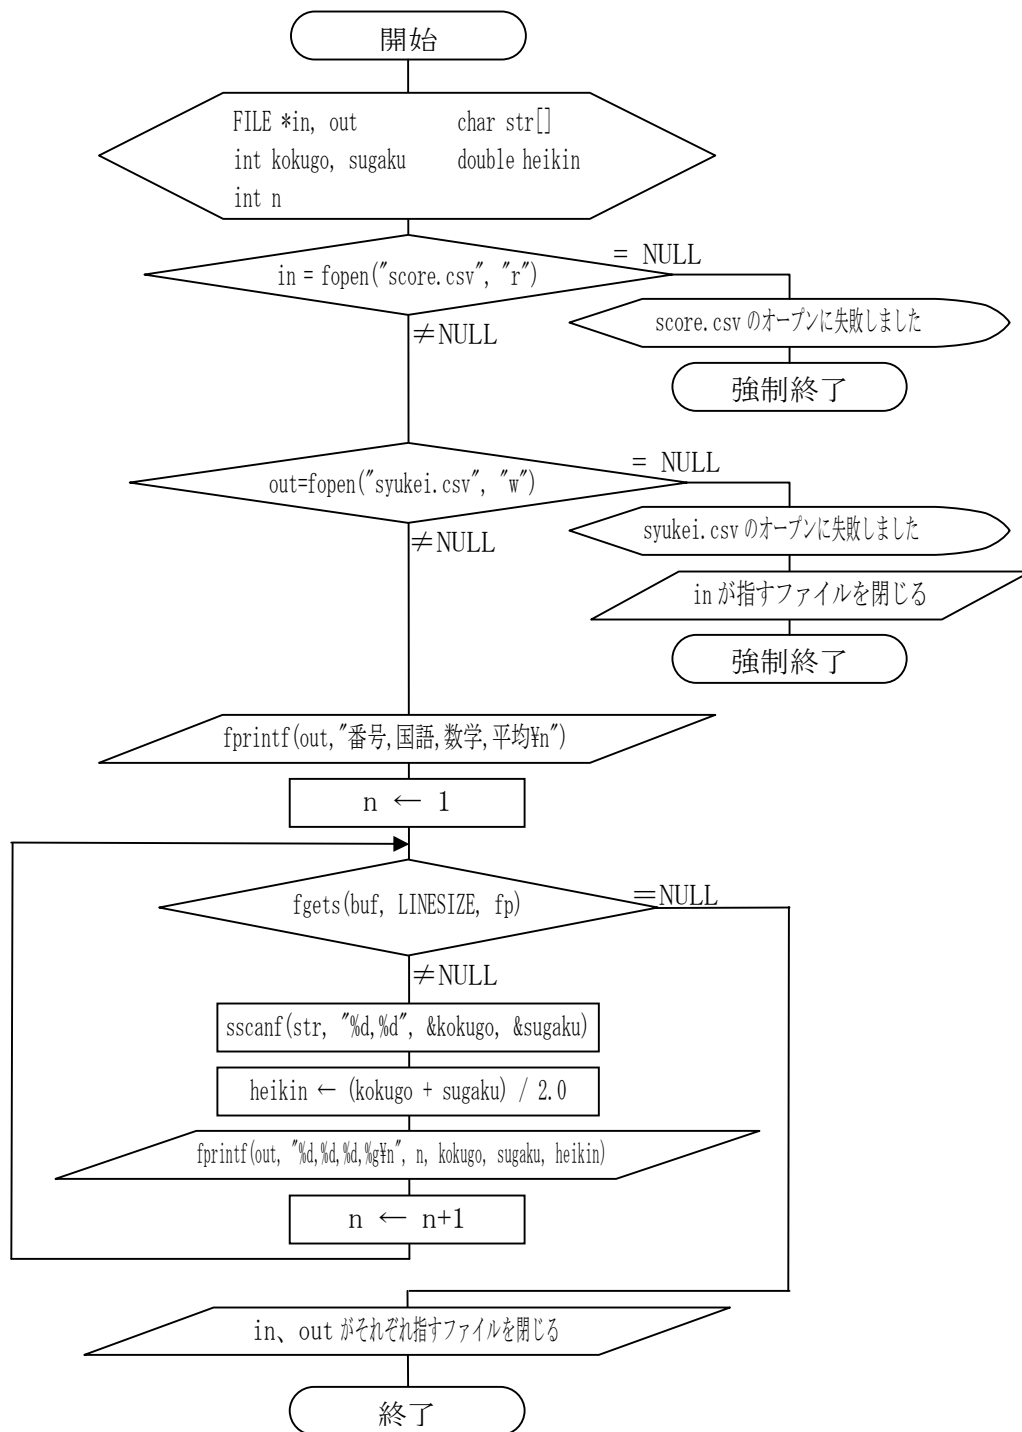 開始
FILE *in, out char str[]
int kokugo, sugaku double heikin
int n
in = fopen("score.csv", "r")
= NULL
score.csv のオープンに失敗しました
≠NULL
強制終了
out=fopen("syukei.csv", "w")
= NULL
syukei.csv のオープンに失敗しました
≠NULL
in が指すファイルを閉じる
強制終了
fprintf(out,"番号,国語,数学,平均¥n")
n ← 1
fgets(buf, LINESIZE, fp)
＝NULL
≠NULL
sscanf(str, "%d,%d", &kokugo, &sugaku)
heikin ← (kokugo + sugaku) / 2.0
fprintf(out, "%d,%d,%d,%g¥n", n, kokugo, sugaku, heikin)
n ← n+1
in、out がそれぞれ指すファイルを閉じる
終了